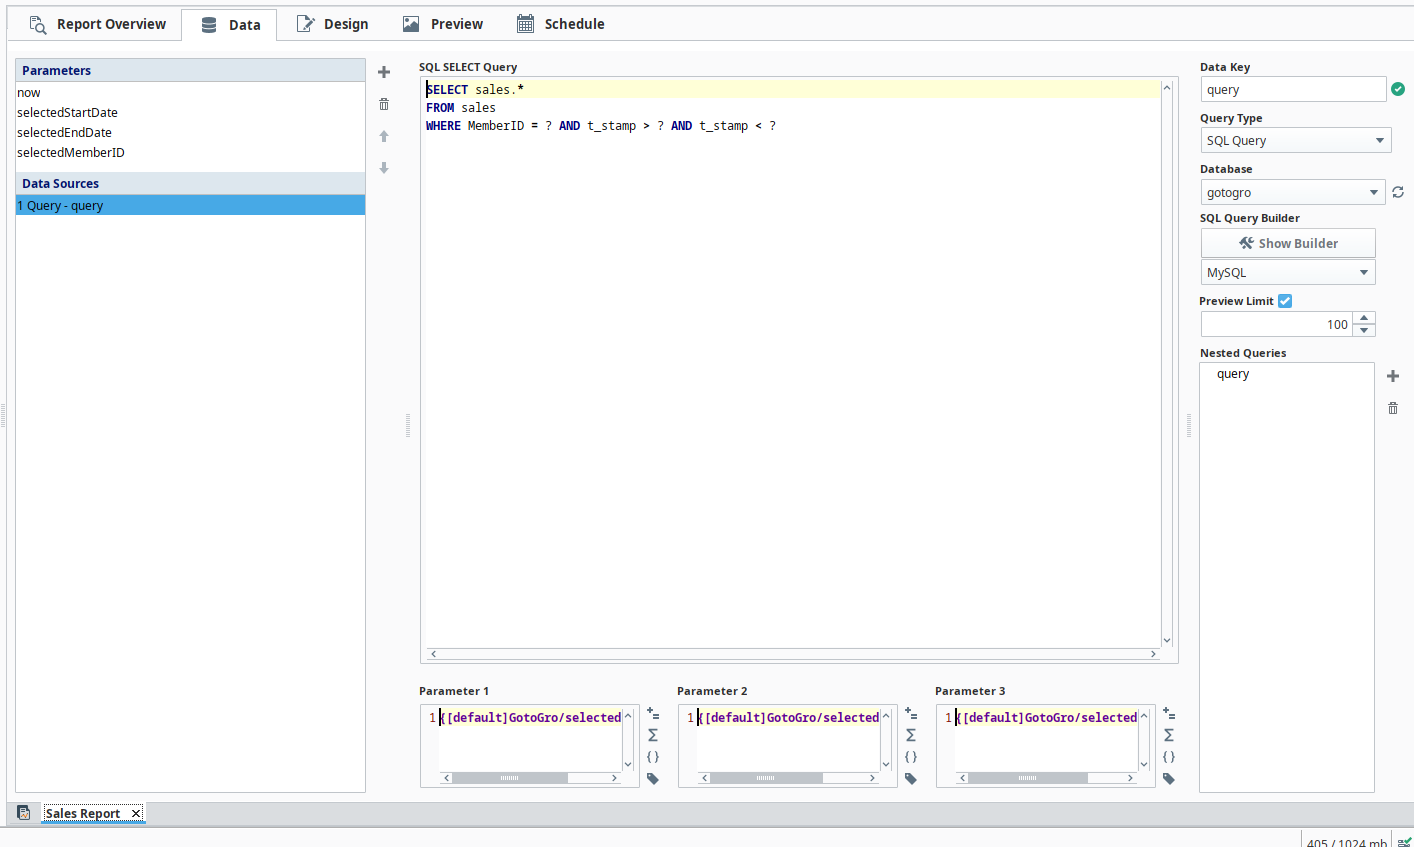 Report Overview
Data
Design
Preview
Schedule
Parameters
now
selectedStartDate
selectedEndDate
selectedMemberID
Data Sources
1 Query - query
SQL SELECT Query
SELECT sales.*
FROM sales
WHERE MemberID = ? AND t_stamp > ? AND t_stamp < ?
Parameter 1
1 {[default]GotoGro/selected
Parameter 2
1 {[default]GotoGro/selected
Parameter 3
1 {[default]GotoGro/selected
Data Key
query
Query Type
SQL Query
Database
gotogro
SQL Query Builder
Show Builder
MySQL
Preview Limit
100
Nested Queries
query
Sales Report
405 / 1024 mb